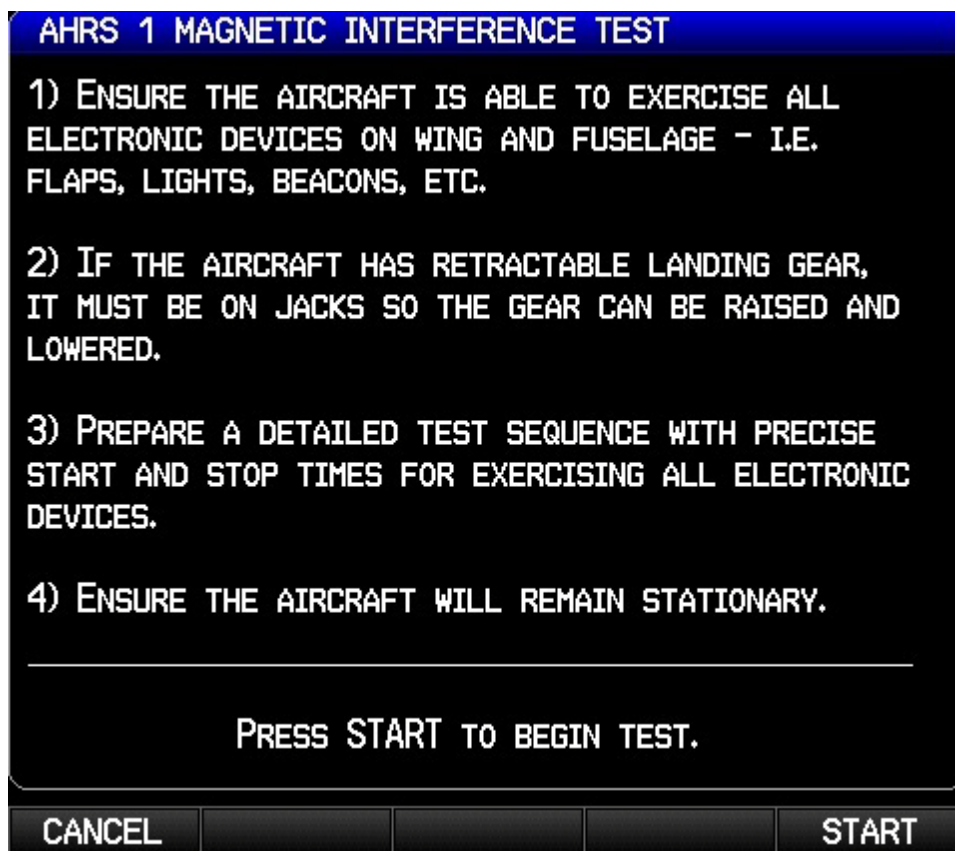 AHRS 1 MAGNETIC INTERFERENCE TEST
1) ENSURE THE AIRCRAFT IS ABLE TO EXERCISE ALL
ELECTRONIC DEVICES ON WING AND FUSELAGE – I.E.
FLAPS, LIGHTS, BEACONS, ETC.
2) IF THE AIRCRAFT HAS RETRACTABLE LANDING GEAR,
IT MUST BE ON JACKS SO THE GEAR CAN BE RAISED AND
LOWERED.
3) PREPARE A DETAILED TEST SEQUENCE WITH PRECISE
START AND STOP TIMES FOR EXERCISING ALL ELECTRONIC
DEVICES.
4) ENSURE THE AIRCRAFT WILL REMAIN STATIONARY.
PRESS START TO BEGIN TEST.
CANCEL START